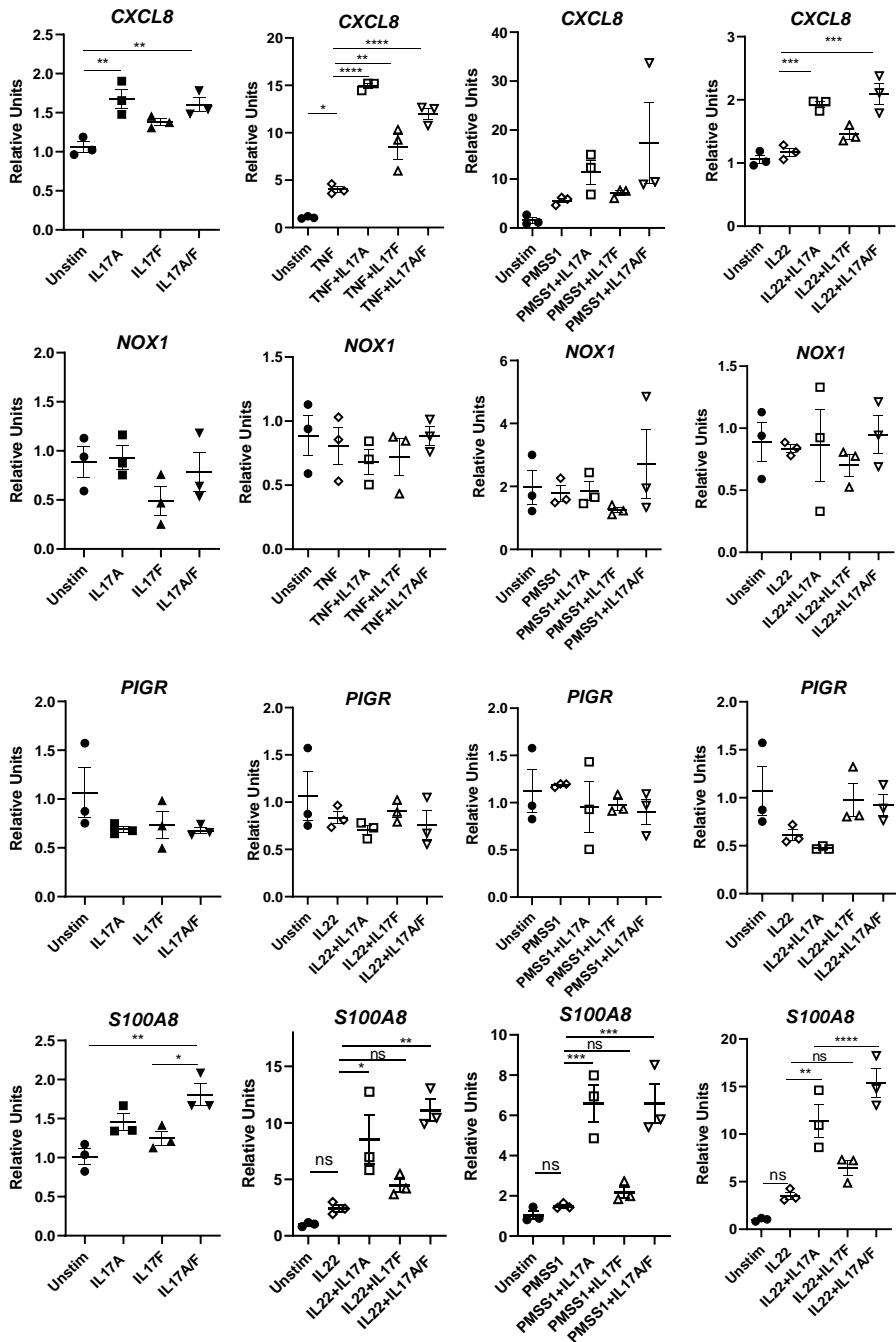 CXCL8
**
**
Relative Units
2.5
2.0
1.5
1.0
0.5
0.0
Unstim
IL17A
IL17F
IL17A/F
CXCL8
****
**
****
*
Relative Units
20
15
10
5
0
Unstim
TNF
TNF+IL17A
TNF+IL17F
TNF+IL17A/F
CXCL8
Relative Units
40
30
20
10
0
Unstim
PMSS1
PMSS1+IL17A
PMSS1+IL17F
PMSS1+IL17A/F
CXCL8
***
***
Relative Units
3
2
1
0
Unstim
IL22
IL22+IL17A
IL22+IL17F
IL22+IL17A/F
NOX1
Relative Units
2.0
1.5
1.0
0.5
0.0
Unstim
IL17A
IL17F
IL17A/F
NOX1
Relative Units
1.5
1.0
0.5
0.0
Unstim
TNF
TNF+IL17A
TNF+IL17F
TNF+IL17A/F
NOX1
Relative Units
6
4
2
0
Unstim
PMSS1
PMSS1+IL17A
PMSS1+IL17F
PMSS1+IL17A/F
NOX1
Relative Units
1.5
1.0
0.5
0.0
Unstim
IL22
IL22+IL17A
IL22+IL17F
IL22+IL17A/F
PIGR
Relative Units
2.0
1.5
1.0
0.5
0.0
Unstim
IL17A
IL17F
IL17A/F
PIGR
Relative Units
2.0
1.5
1.0
0.5
0.0
Unstim
IL22
IL22+IL17A
IL22+IL17F
IL22+IL17A/F
PIGR
Relative Units
2.0
1.5
1.0
0.5
0.0
Unstim
PMSS1
PMSS1+IL17A
PMSS1+IL17F
PMSS1+IL17A/F
PIGR
Relative Units
2.0
1.5
1.0
0.5
0.0
Unstim
IL22
IL22+IL17A
IL22+IL17F
IL22+IL17A/F
S100A8
**
*
Relative Units
2.5
2.0
1.5
1.0
0.5
0.0
Unstim
IL17A
IL17F
IL17A/F
S100A8
**
ns
*
ns
Relative Units
15
10
5
0
Unstim
IL22
IL22+IL17A
IL22+IL17F
IL22+IL17A/F
S100A8
***
ns
***
ns
Relative Units
8
6
4
2
0
Unstim
PMSS1
PMSS1+IL17A
PMSS1+IL17F
PMSS1+IL17A/F
S100A8
****
ns
**
ns
Relative Units
20
15
10
5
0
Unstim
IL22
IL22+IL17A
IL22+IL17F
IL22+IL17A/F